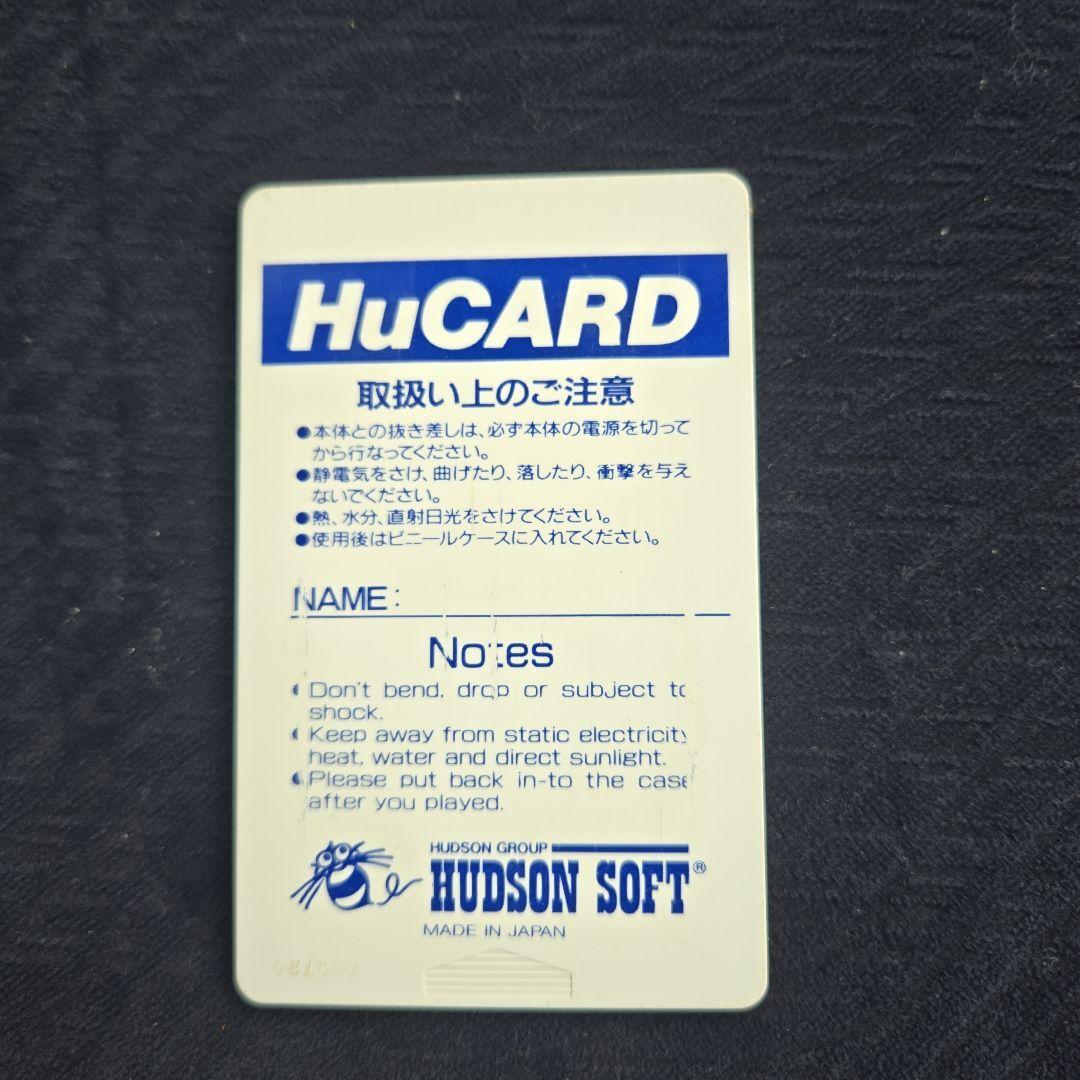 HuCARD
取扱い上のご注意
●本体との抜き差しは、必ず本体の電源を切って
から行なってください。
●静電気をさけ、曲げたり、落したり、衝撃を与え
ないでください。
●熱、水分、直射日光をさけてください。
●使用後はビニールケースに入れてください。
NAME:
Notes
●Don't bend, drop or subject to
shock.
●Keep away from static electricity
heat, water and direct sunlight.
●Please put back in-to the case
after you played.
HUDSON GROUP
HUDSON SOFT®
MADE IN JAPAN